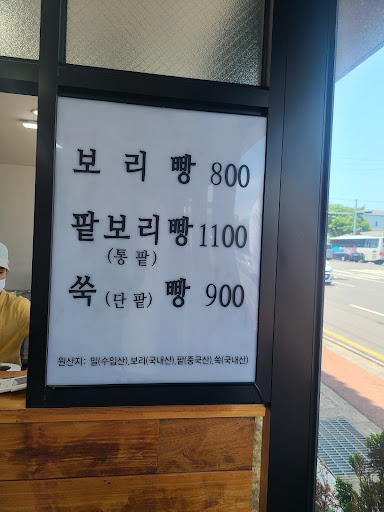 보리빵 800
팥보리빵 1100
(통팥)
쑥(단팥)빵 900
원산지: 밀(수입산),보리(국내산),팥(중국산),쑥(국내산)